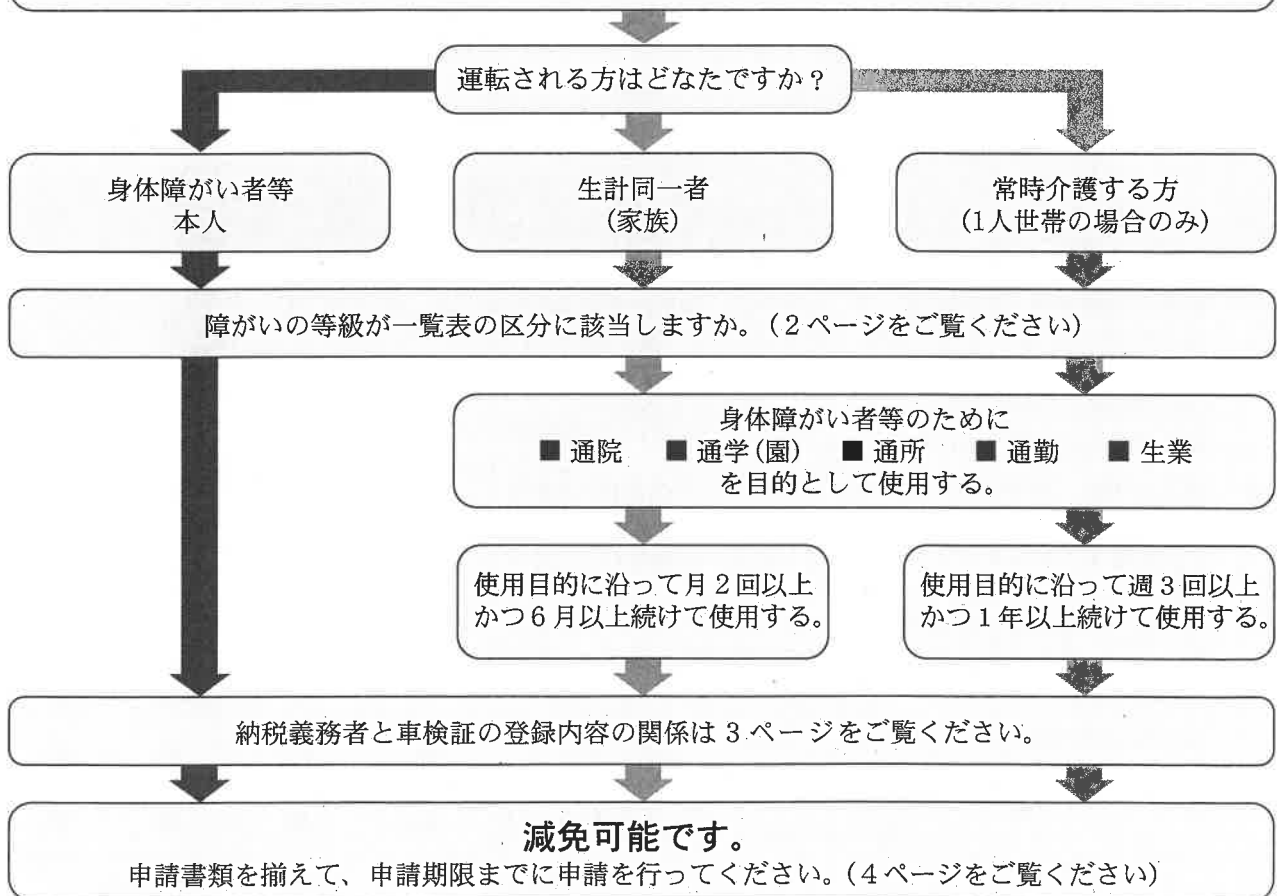 運転される方はどなたですか？
身体障がい者等
本人
生計同一者
(家族)
常時介護する方
(1人世帯の場合のみ)
障がいの等級が一覧表の区分に該当しますか。(2ページをご覧ください)
身体障がい者等のために
■ 通院 ■ 通学(園) ■ 通所 ■ 通勤 ■ 生業
を目的として使用する。
使用目的に沿って月2回以上
かつ6月以上続けて使用する。
使用目的に沿って週3回以上
かつ1年以上続けて使用する。
納税義務者と車検証の登録内容の関係は3ページをご覧ください。
減免可能です。
申請書類を揃えて、申請期限までに申請を行ってください。(4ページをご覧ください)